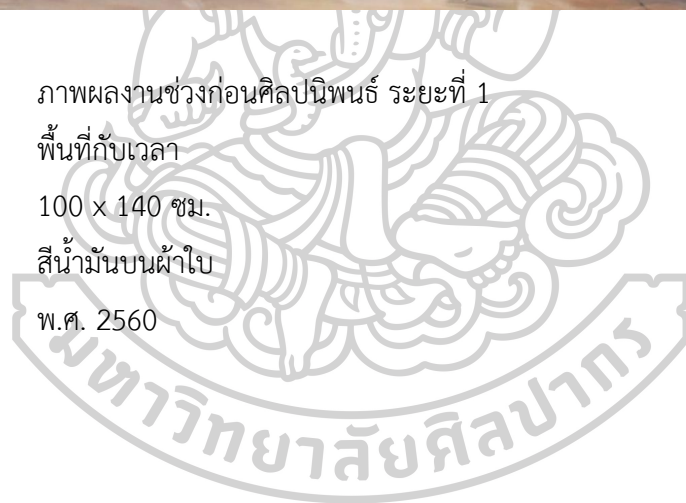 ภาพผลงานช่วงก่อนศิลปนิพนธ์ ระยะที่ 1
พื้นที่กับเวลา
100 x 140 ซม.
สีน้ำมันบนผ้าใบ
พ.ศ. 2560
มหาวิทยาลัยศิลปากร